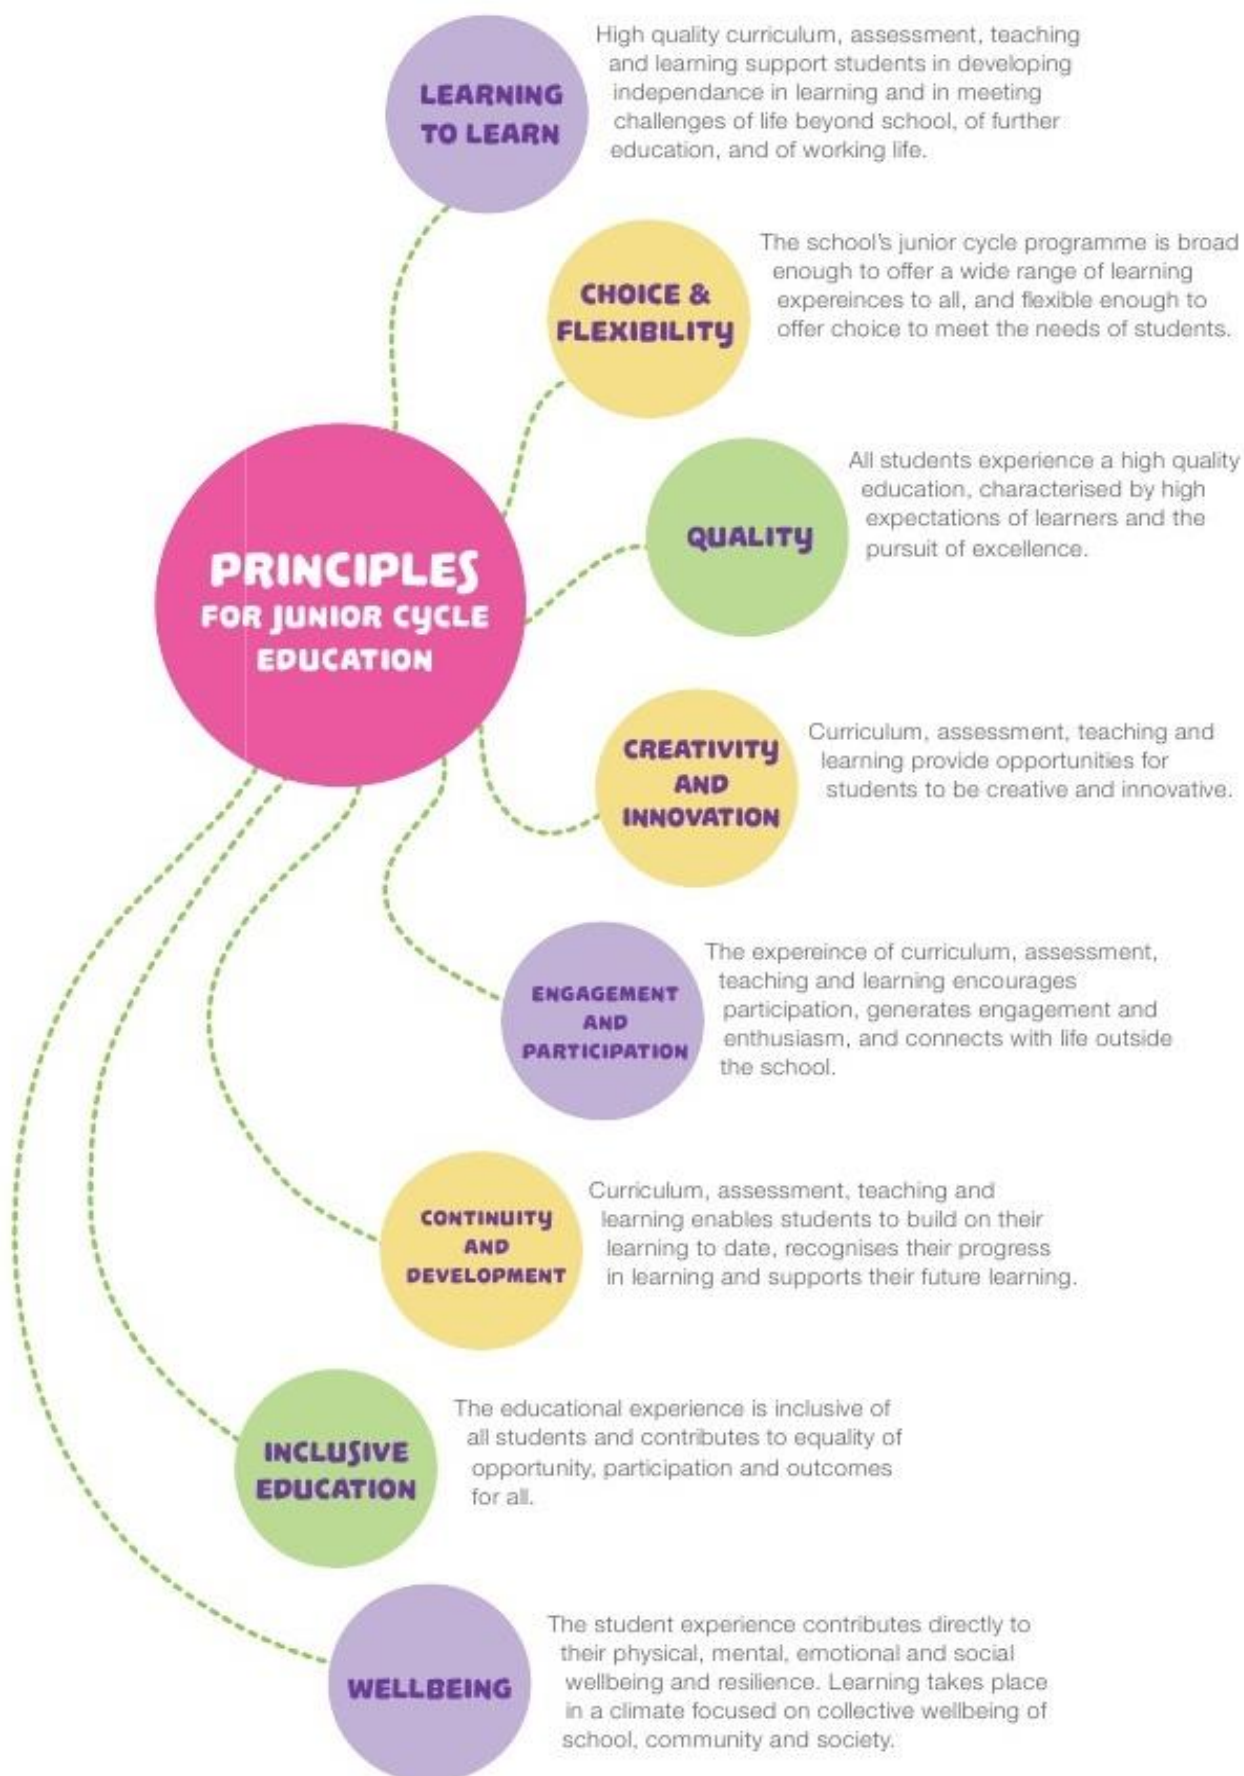 LEARNING
TO LEARN
High quality curriculum, assessment, teaching
and learning support students in developing
independance in learning and in meeting
challenges of life beyond school, of further
education, and of working life.
CHOICE &
FLEXIBILITY
The school's junior cycle programme is broad
enough to offer a wide range of learning
expereinces to all, and flexible enough to
offer choice to meet the needs of students.
QUALITY
All students experience a high quality
education, characterised by high
expectations of learners and the
pursuit of excellence.
PRINCIPLES
FOR JUNIOR CYCLE
EDUCATION
CREATIVITY
AND
INNOVATION
Curriculum, assessment, teaching and
learning provide opportunities for
students to be creative and innovative.
ENGAGEMENT
AND
PARTICIPATION
The expereince of curriculum, assessment,
teaching and learning encourages
participation, generates engagement and
enthusiasm, and connects with life outside
the school.
CONTINUITY
AND
DEVELOPMENT
Curriculum, assessment, teaching and
learning enables students to build on their
learning to date, recognises their progress
in learning and supports their future learning.
INCLUSIVE
EDUCATION
The educational experience is inclusive of
all students and contributes to equality of
opportunity, participation and outcomes
for all.
WELLBEING
The student experience contributes directly to
their physical, mental, emotional and social
wellbeing and resilience. Learning takes place
in a climate focused on collective wellbeing of
school, community and society.